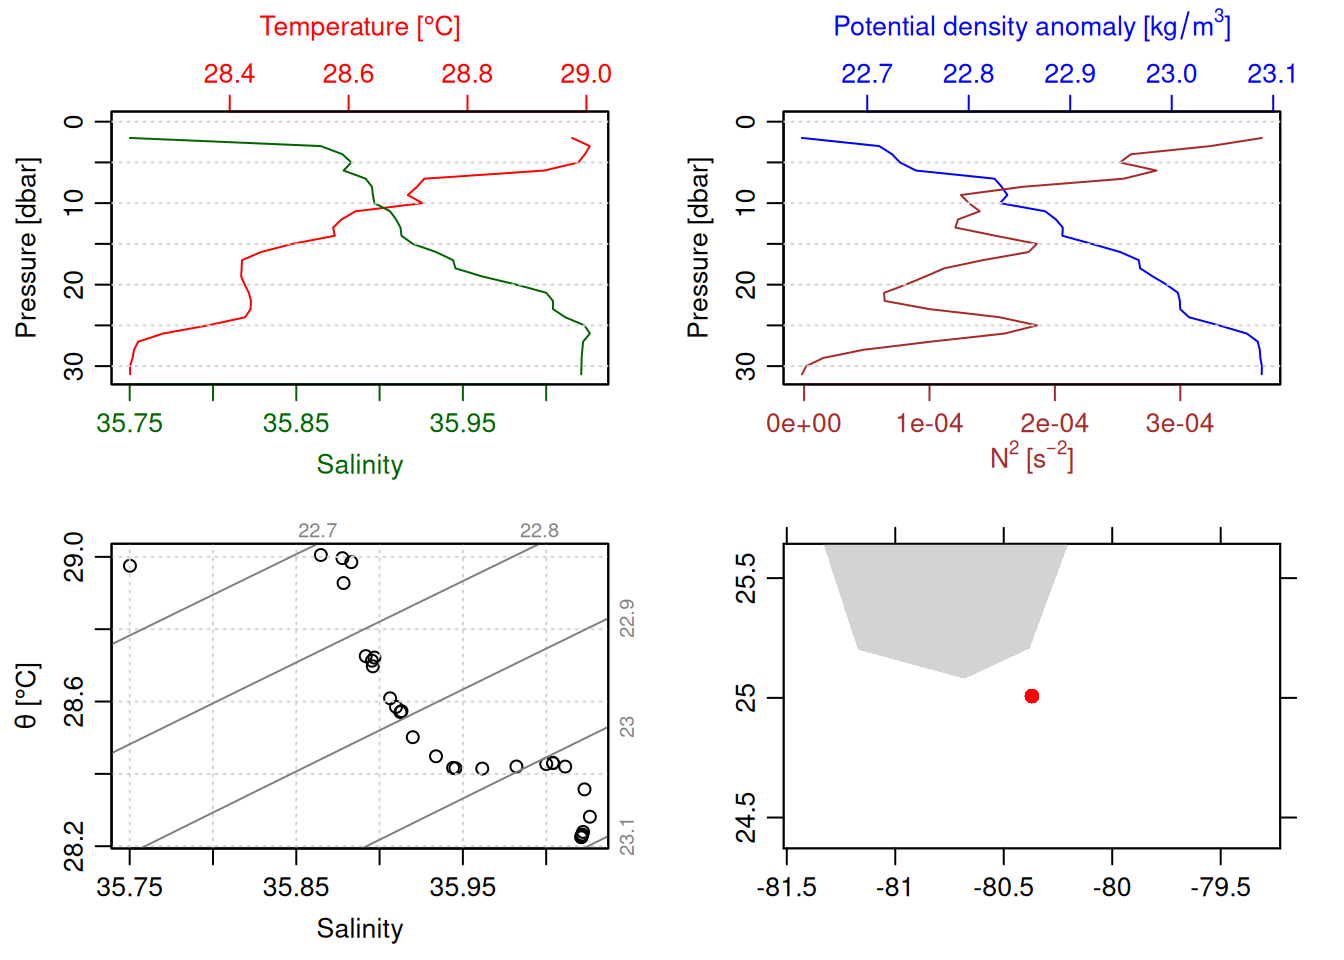 Temperature [°C]
28.4 28.6 28.8 29.0
0
10
20
30
Pressure [dbar]
35.75 35.85 35.95
Salinity
Potential density anomaly [kg/m³]
22.7 22.8 22.9 23.0 23.1
0
10
20
30
Pressure [dbar]
0e+00 1e-04 2e-04 3e-04
N² [s⁻²]
22.7 22.8
22.9
23
23.1
29.0
28.6
28.2
θ [°C]
35.75 35.85 35.95
Salinity
25.5
25
24.5
-81.5 -81 -80.5 -80 -79.5